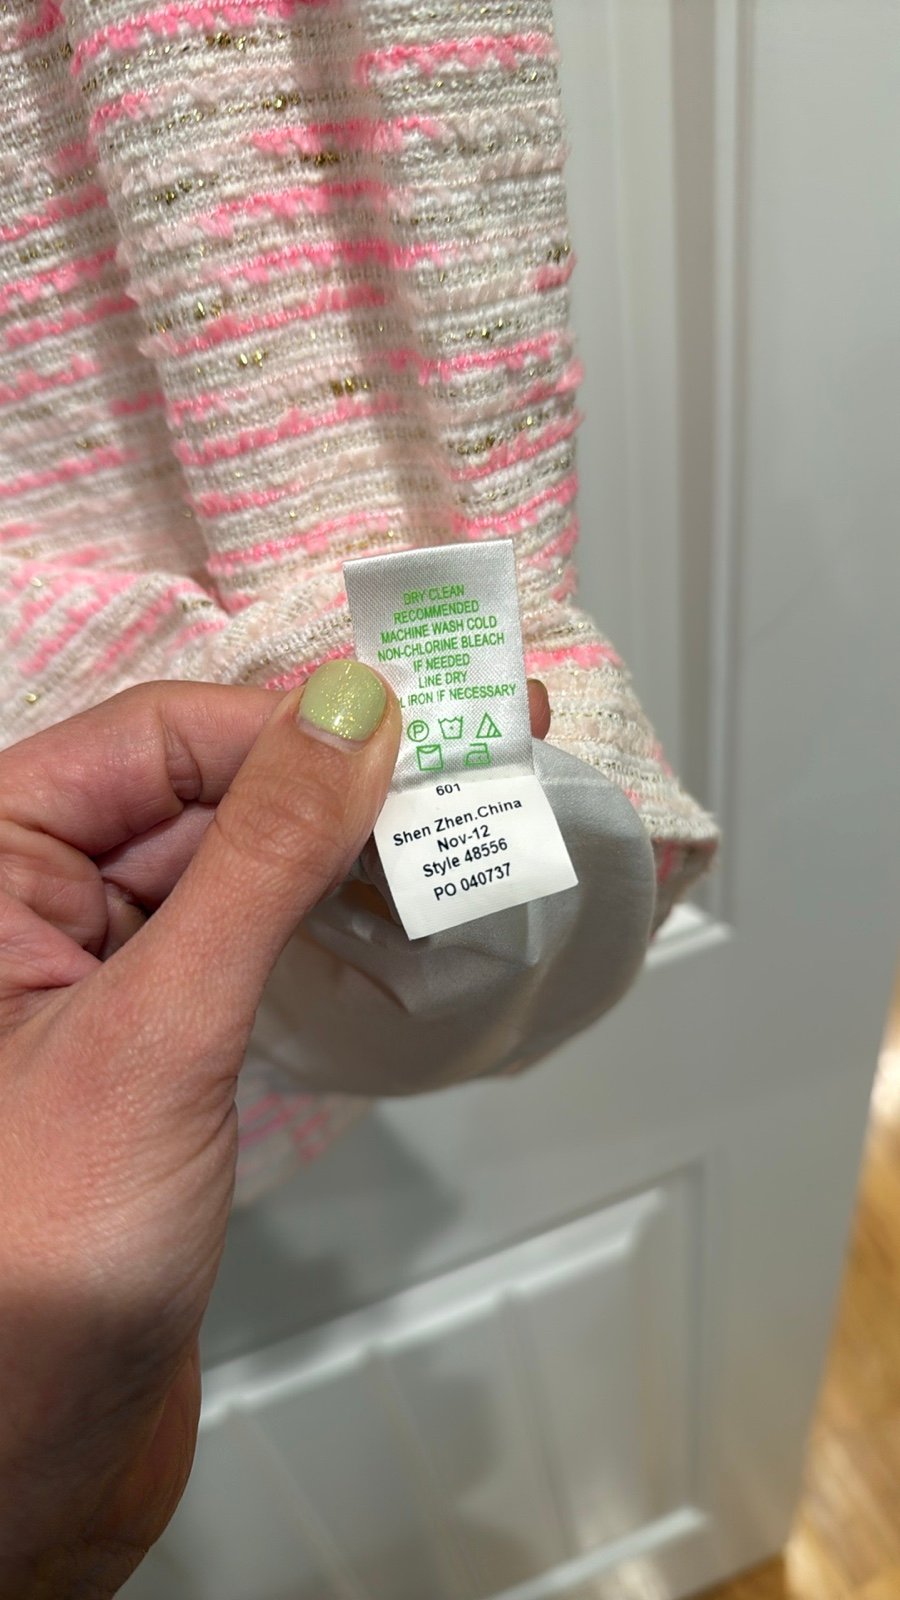 DRY CLEAN
RECOMMENDED
MACHINE WASH COLD
NON-CHLORINE BLEACH
IF NEEDED
LINE DRY
L IRON IF NECESSARY
P
601
Shen Zhen.China
Nov-12
Style 48556
PO 040737